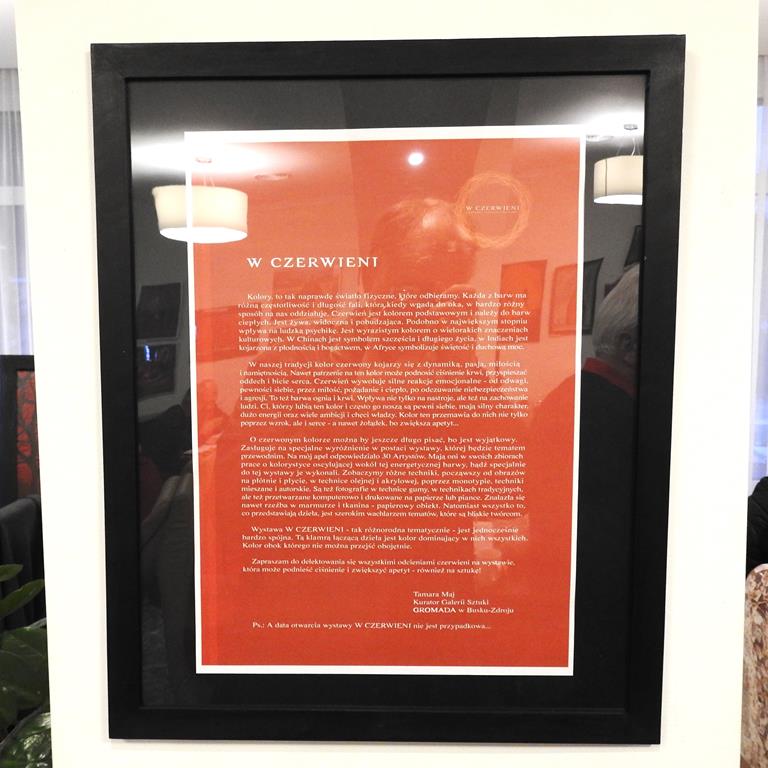 W CZERWIENI
W CZERWIENI
Kolory, to tak naprawdę światło fizyczne, które odbieramy. Każda z barw ma
różną częstotliwość i długość fali, która,kiedy wpada do oka, w bardzo różny
sposób na nas oddziałuje. Czerwień jest kolorem podstawowym i należy do barw
ciepłych. Jest żywa, widoczna i pobudzająca. Podobno w największym stopniu
wpływa na ludzką psychikę. Jest wyrazistym kolorem o wielorakich znaczeniach
kulturowych. W Chinach jest symbolem szczęścia i długiego życia, w Indiach jest
kojarzona z płodnością i bogactwem, w Afryce symbolizuje świętość i duchową moc.
W naszej tradycji kolor czerwony kojarzy się z dynamiką, pasją, miłością
i namiętnością. Nawet patrzenie na ten kolor może podnosić ciśnienie krwi, przyspieszać
oddech i bicie serca. Czerwień wywołuje silne reakcje emocjonalne - od odwagi,
pewności siebie, przez miłość, pożądanie i ciepło, po odczuwanie niebezpieczeństwa
i agresji. To też barwa ognia i krwi. Wpływa nie tylko na nastroje, ale też na zachowanie
ludzi. Ci, którzy lubią ten kolor i często go noszą są pewni siebie, mają silny charakter,
dużo energii oraz wiele ambicji i chęci władzy. Kolor ten przemawia do nich nie tylko
poprzez wzrok, ale i serce - a nawet żołądek, bo zwiększa apetyt...
O czerwonym kolorze można by jeszcze długo pisać, bo jest wyjątkowy.
Zasługuje na specjalne wyróżnienie w postaci wystawy, której będzie tematem
przewodnim. Na mój apel odpowiedziało 30 Artystów. Mają oni w swoich zbiorach
prace o kolorystyce oscylującej wokół tej energetycznej barwy, bądź specjalnie
do tej wystawy je wykonali. Zobaczymy różne techniki, począwszy od obrazów
na płótnie i płycie, w technice olejnej i akrylowej, poprzez monotypie, techniki
mieszane i autorskie. Są też fotografie w technice gumy, w technikach tradycyjnych,
ale też przetwarzane komputerowo i drukowane na papierze lub piance. Znalazła się
nawet rzeźba w marmurze i tkanina - papierowy obiekt. Natomiast wszystko to,
co przedstawiają dzieła, jest szerokim wachlarzem tematów, które są bliskie twórcom.
Wystawa W CZERWIENI - tak różnorodna tematycznie - jest jednocześnie
bardzo spójna. Tą klamrą łączącą dzieła jest kolor dominujący w nich wszystkich.
Kolor obok którego nie można przejść obojętnie.
Zapraszam do delektowania się wszystkimi odcieniami czerwieni na wystawie,
która może podnieść ciśnienie i zwiększyć apetyt - również na sztukę!
Tamara Maj
Kurator Galerii Sztuki
GROMADA w Busku-Zdroju
Ps.: A data otwarcia wystawy W CZERWIENI nie jest przypadkowa...